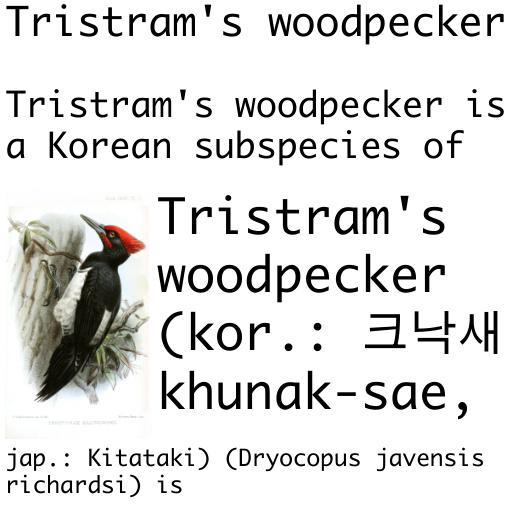 Tristram's woodpecker
Tristram's woodpecker is
a Korean subspecies of
Tristram's
woodpecker
(kor.: 크낙새
khunak-sae,
jap.: Kitataki) (Dryocopus javensis
richardsi) is